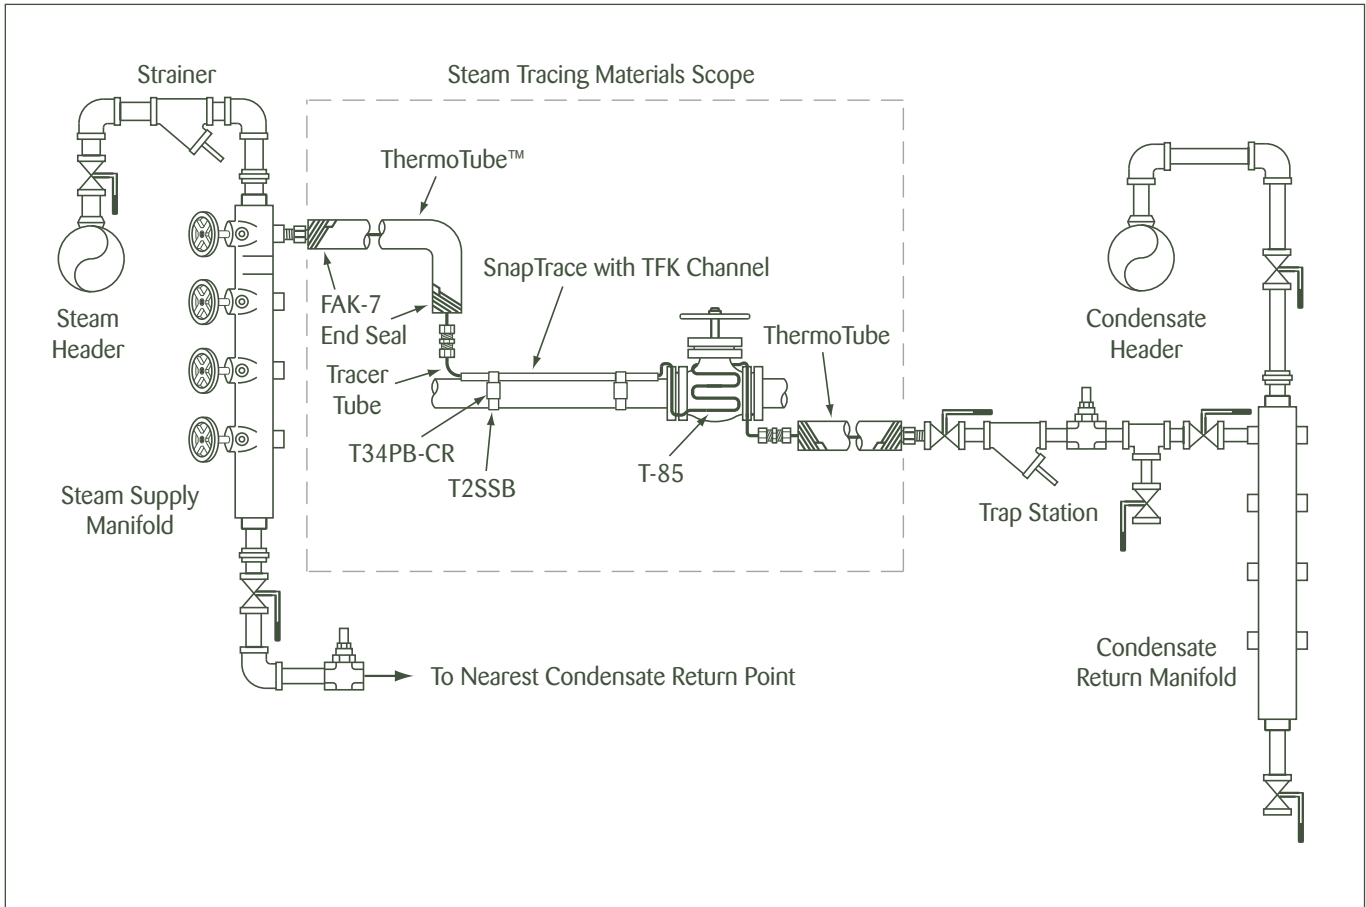 Strainer
Steam Tracing Materials Scope
ThermoTube™
SnapTrace with TFK Channel
FAK-7
End Seal
Steam
Header
ThermoTube
Condensate
Header
Tracer
Tube
T34PB-CR
T2SSB
T-85
Steam Supply
Manifold
Trap Station
Condensate
Return Manifold
To Nearest Condensate Return Point